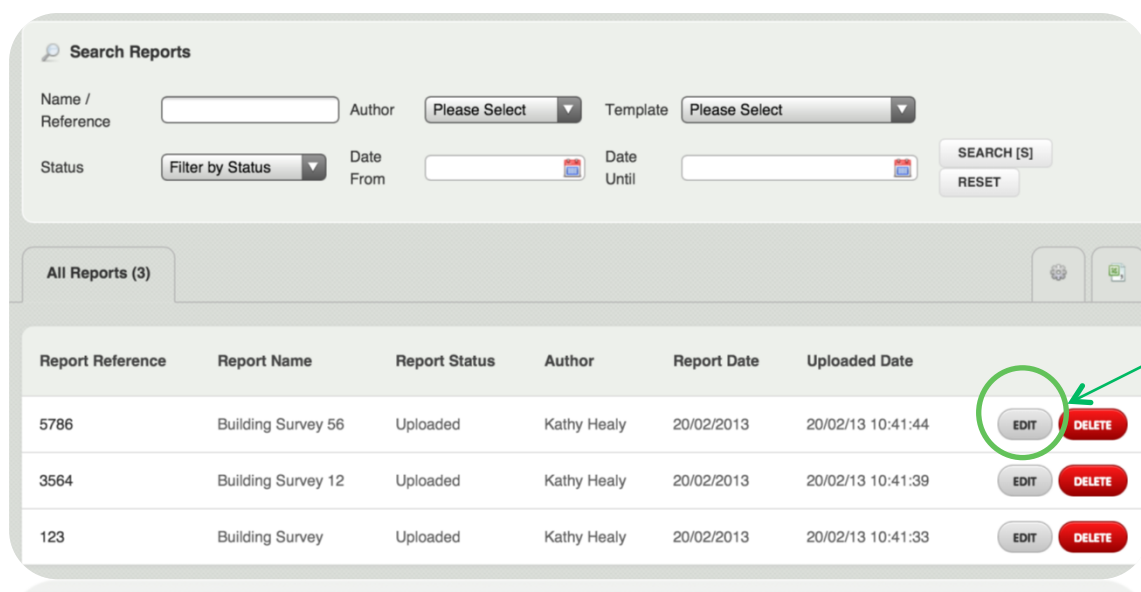 Search Reports
Name / Author Please Select Template Please Select
Reference
Status Filter by Status Date From Date Until SEARCH [S]
RESET
All Reports (3)
Report Reference Report Name Report Status Author Report Date Uploaded Date
5786 Building Survey 56 Uploaded Kathy Healy 20/02/2013 20/02/13 10:41:44 EDIT DELETE
3564 Building Survey 12 Uploaded Kathy Healy 20/02/2013 20/02/13 10:41:39 EDIT DELETE
123 Building Survey Uploaded Kathy Healy 20/02/2013 20/02/13 10:41:33 EDIT DELETE